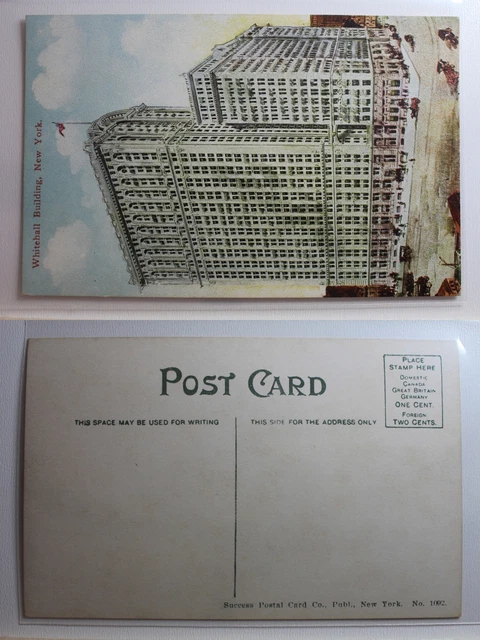 Whitehall Building, New York.
POST CARD
PLACE
STAMP HERE
DOMESTIC
CANADA
GREAT BRITAIN
GERMANY
ONE CENT.
FOREIGN
TWO CENTS.
THIS SPACE MAY BE USED FOR WRITING
THIS SIDE FOR THE ADDRESS ONLY
Success Postal Card Co., Publ., New York. No. 1092.